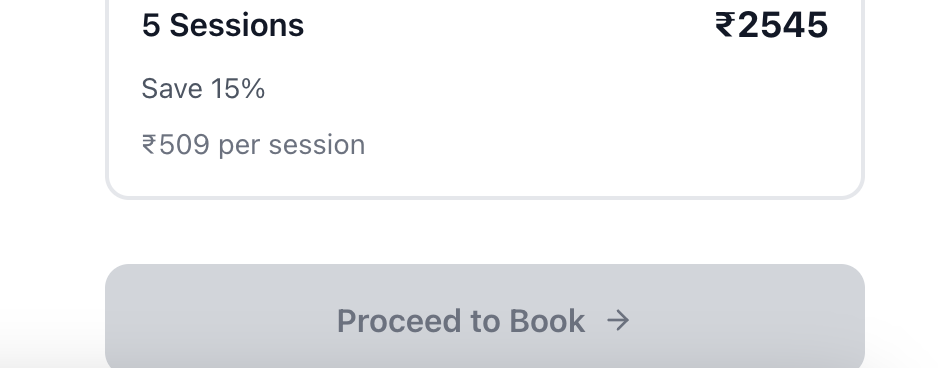 5 Sessions ₹2545
Save 15%
₹509 per session
Proceed to Book →